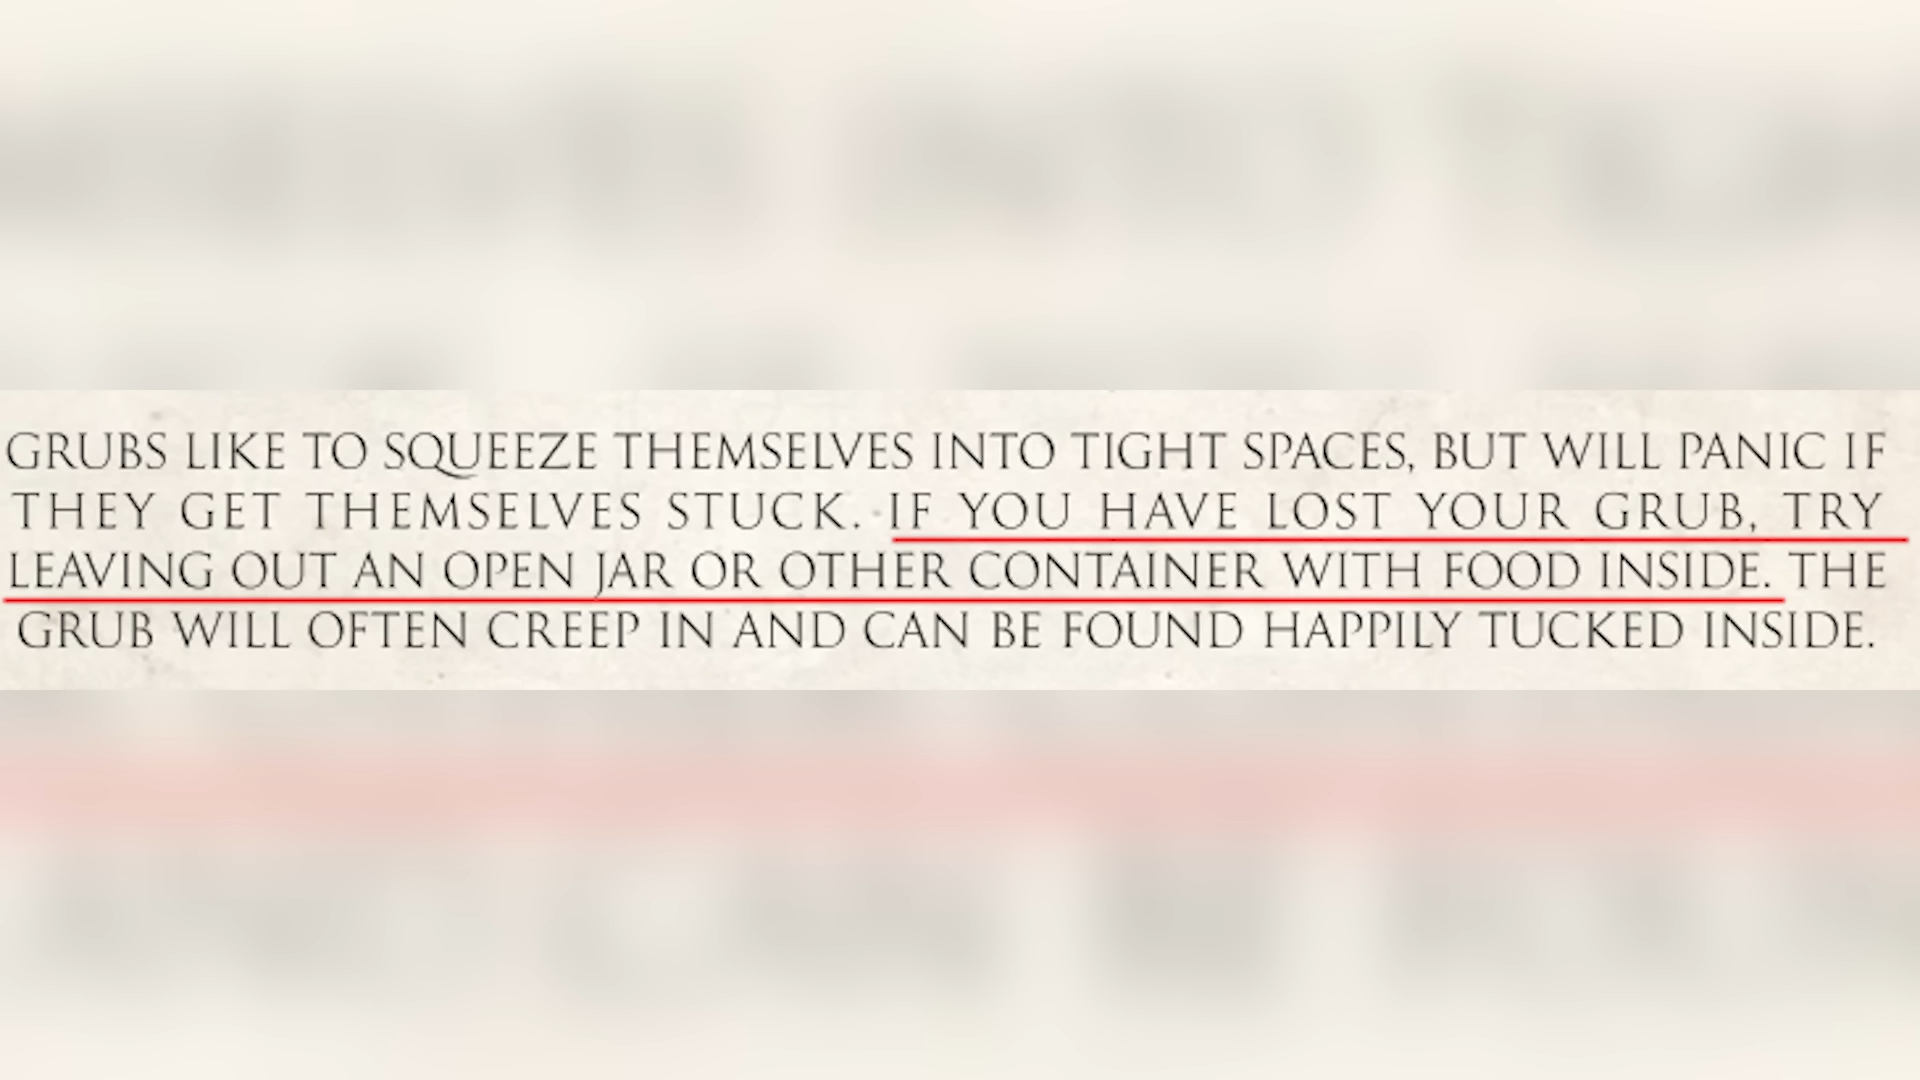 GRUBS LIKE TO SQUEEZE THEMSELVES INTO TIGHT SPACES, BUT WILL PANIC IF
THEY GET THEMSELVES STUCK. IF YOU HAVE LOST YOUR GRUB, TRY
LEAVING OUT AN OPEN JAR OR OTHER CONTAINER WITH FOOD INSIDE. THE
GRUB WILL OFTEN CREEP IN AND CAN BE FOUND HAPPILY TUCKED INSIDE.